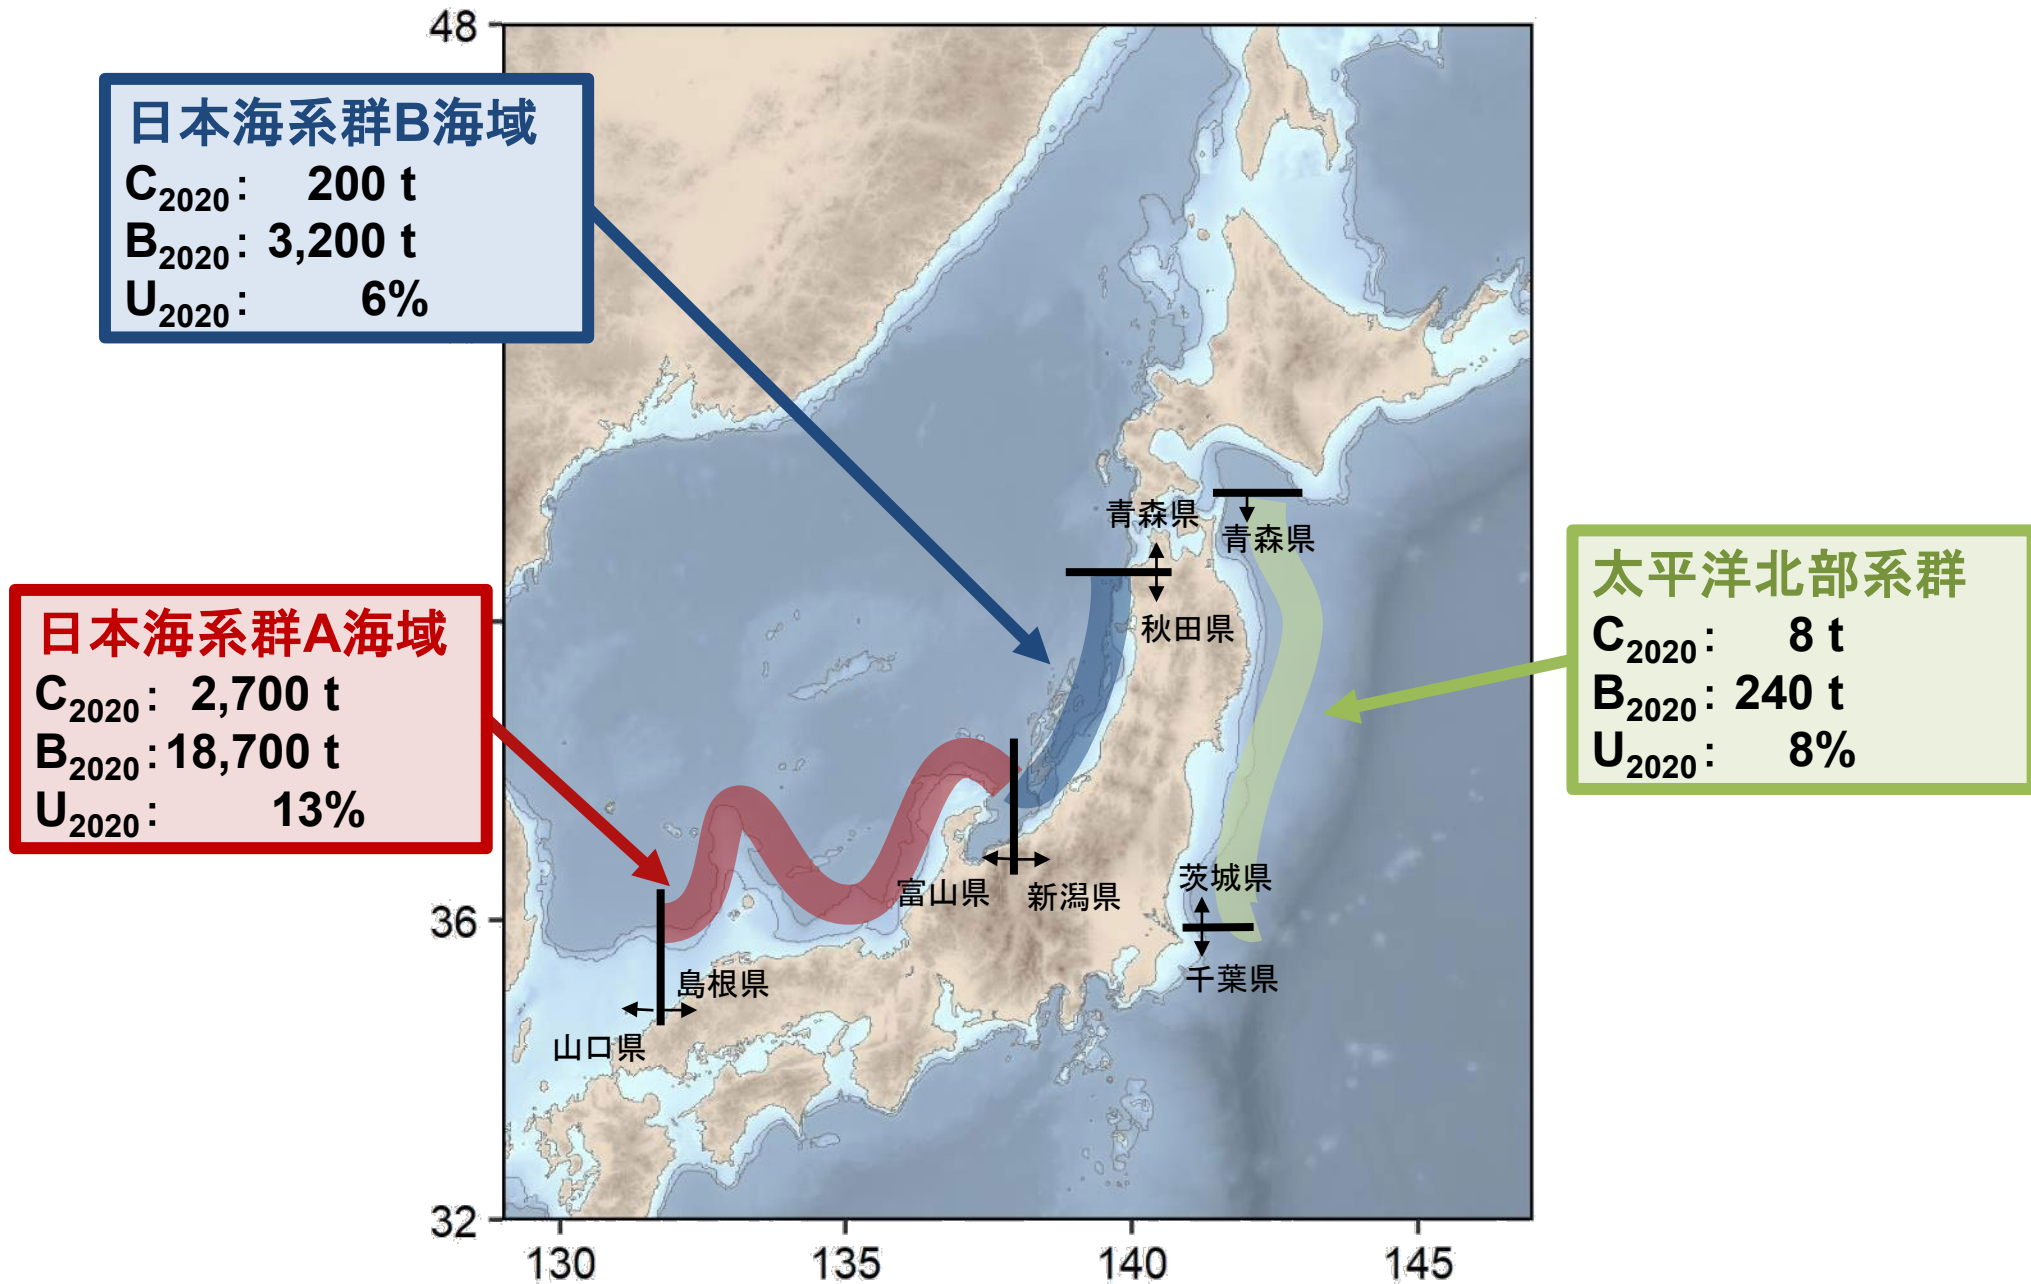 48
日本海系群B海域
C2020: 200 t
B2020: 3,200 t
U2020: 6%
青森県
青森県
秋田県
太平洋北部系群
C2020: 8 t
B2020: 240 t
U2020: 8%
日本海系群A海域
C2020: 2,700 t
B2020: 18,700 t
U2020: 13%
富山県
新潟県
茨城県
千葉県
36
島根県
山口県
32
130
135
140
145